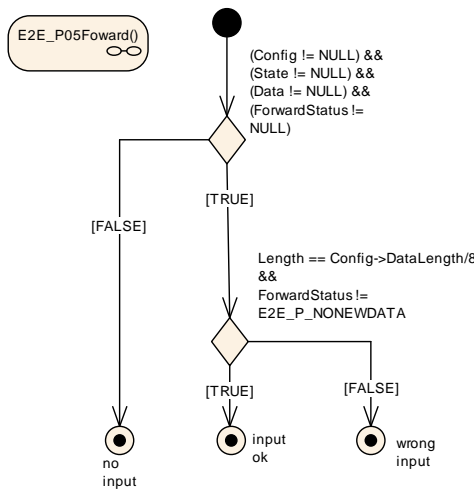 E2E_P05Foward()
(Config != NULL) &&
(State != NULL) &&
(Data != NULL) &&
(ForwardStatus !=
NULL)
[TRUE]
[FALSE]
Length == Config->DataLength/8
&&
ForwardStatus !=
E2E_P_NONEWDATA
[TRUE]
[FALSE]
no
input
input
ok
wrong
input